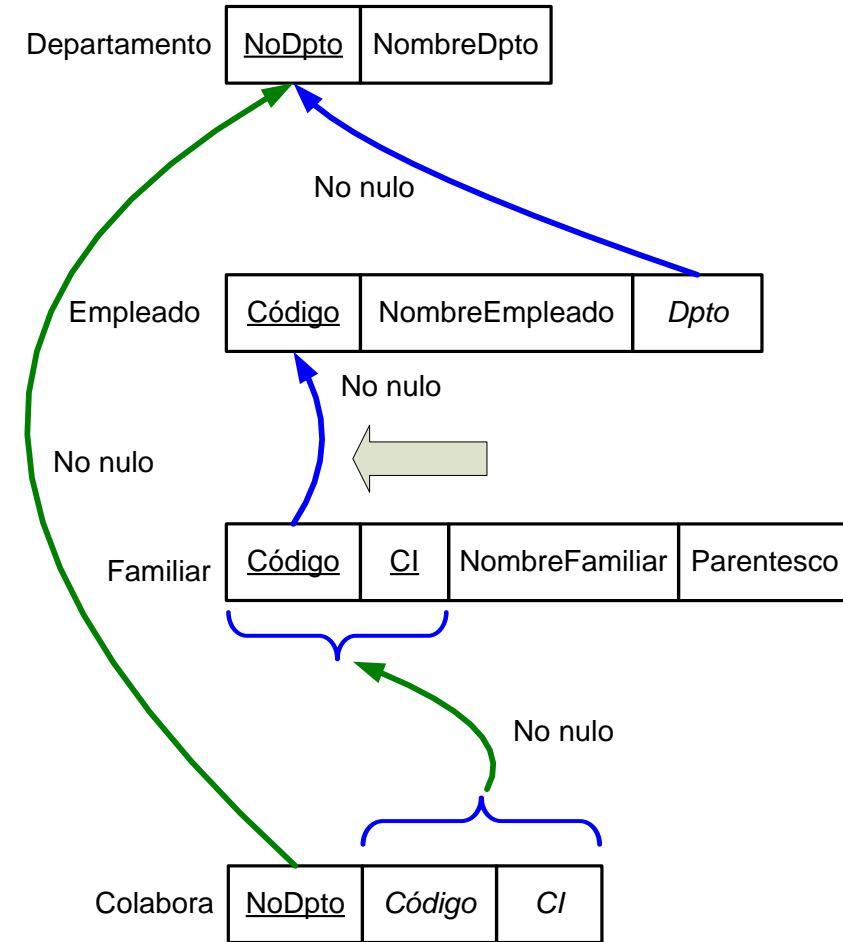 Departamento NoDpto NombreDpto
No nulo
Empleado Código NombreEmpleado Dpto
No nulo
No nulo
Familiar Código CI NombreFamiliar Parentesco
No nulo
Colabora NoDpto Código CI